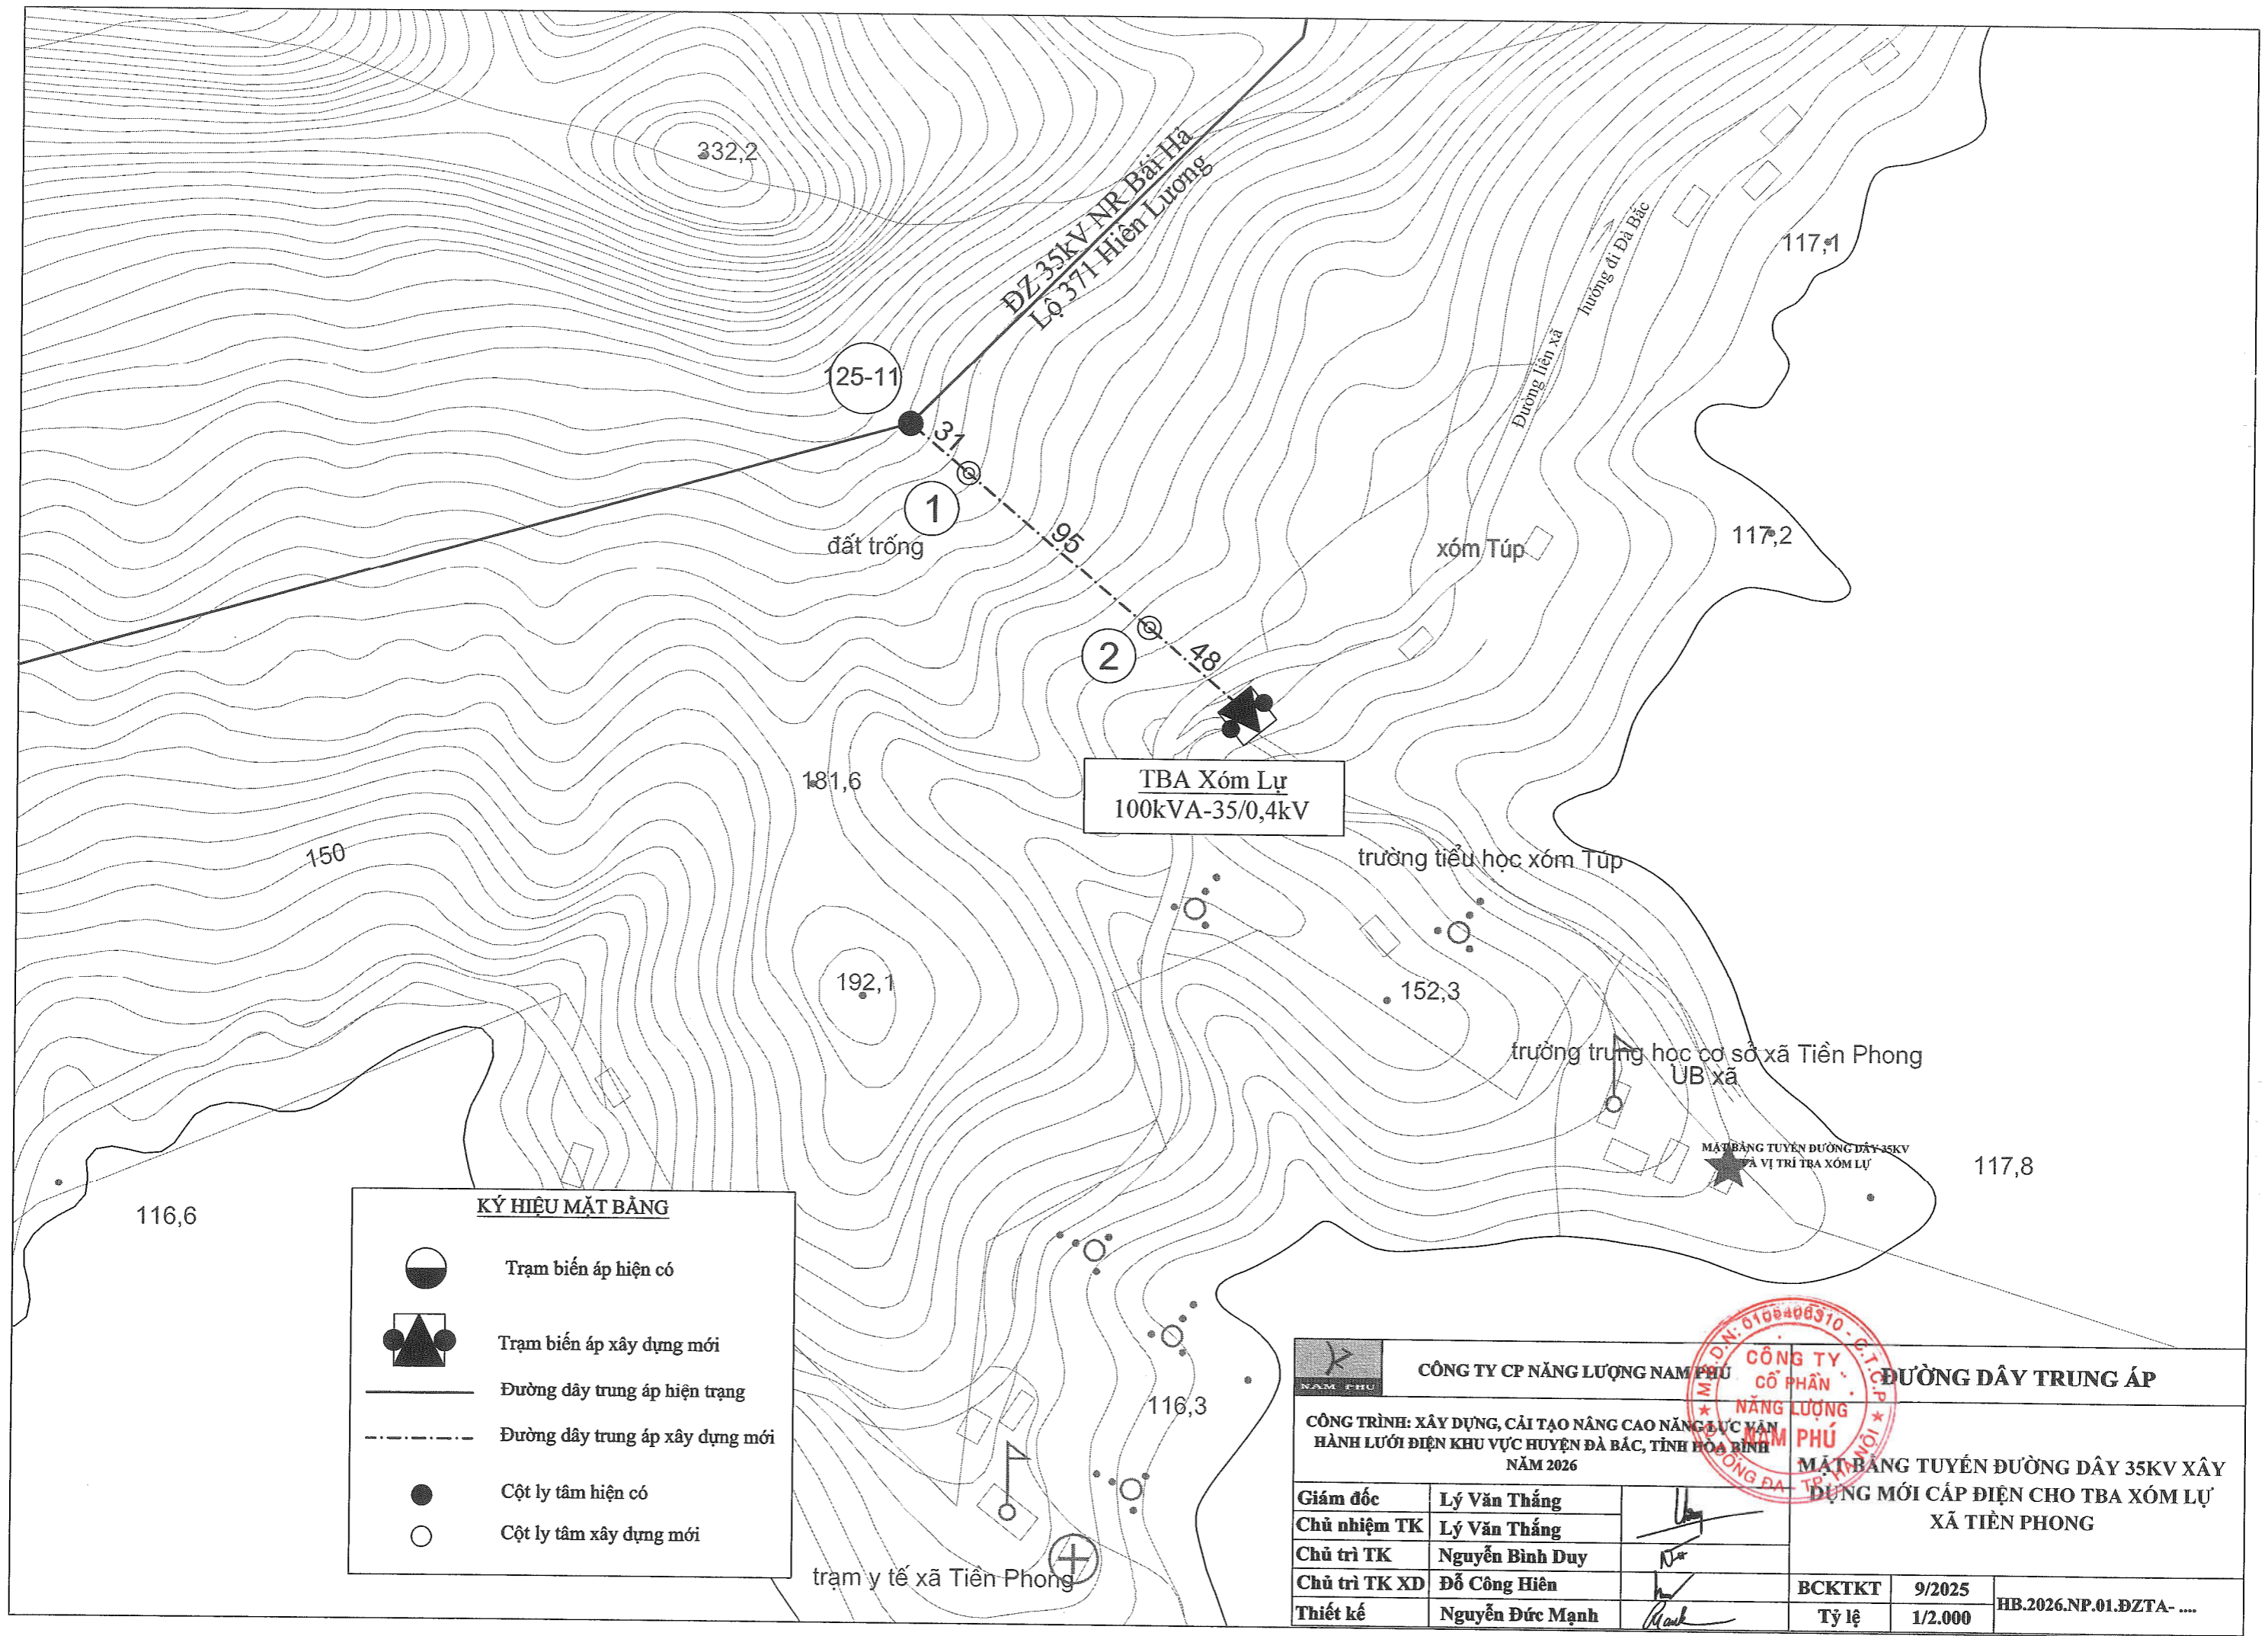 332,2
ĐZ 35kV NR Bái Hà
Lộ 371 Hiền Lương
hướng đi Đà Bắc
Đường liên xã
117,1
125-11
31
1
đất trống
95
xóm Túp
117,2
2
48
TBA Xóm Lự
100kVA-35/0,4kV
181,6
150
trường tiểu học xóm Túp
192,1
152,3
trường trung học cơ sở xã Tiền Phong
UB xã
MẶT BẰNG TUYẾN ĐƯỜNG DÂY 35KV
VÀ VỊ TRÍ TBA XÓM LỰ
117,8
116,6
KÝ HIỆU MẶT BẰNG
Trạm biến áp hiện có
Trạm biến áp xây dựng mới
Đường dây trung áp hiện trạng
Đường dây trung áp xây dựng mới
Cột ly tâm hiện có
Cột ly tâm xây dựng mới
116,3
trạm y tế xã Tiền Phong
NAM PHU
CÔNG TY CP NĂNG LƯỢNG NAM PHÚ
ĐƯỜNG DÂY TRUNG ÁP
CÔNG TRÌNH: XÂY DỰNG, CẢI TẠO NÂNG CAO NĂNG LỰC VẬN
HÀNH LƯỚI ĐIỆN KHU VỰC HUYỆN ĐÀ BẮC, TỈNH HÒA BÌNH
NĂM 2026
MẶT BẰNG TUYẾN ĐƯỜNG DÂY 35KV XÂY
DỰNG MỚI CẤP ĐIỆN CHO TBA XÓM LỰ
XÃ TIỀN PHONG
Giám đốc Lý Văn Thắng
Chủ nhiệm TK Lý Văn Thắng
Chủ trì TK Nguyễn Bình Duy
Chủ trì TK XD Đỗ Công Hiên
Thiết kế Nguyễn Đức Mạnh
BCKTKT 9/2025
Tỷ lệ 1/2.000
HB.2026.NP.01.ĐZTA- ....
M.S.D.N: 0105406310 - C.T.C.P
CÔNG TY
CỔ PHẦN
NĂNG LƯỢNG
NAM PHÚ
ĐỐNG ĐA - TP. HÀ NỘI